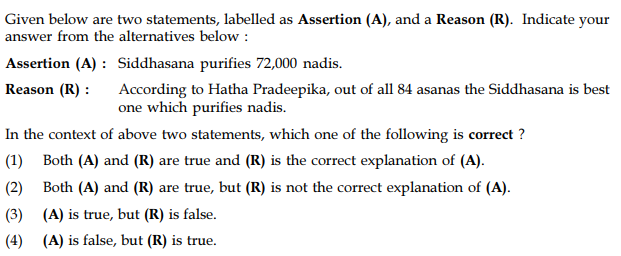 Given below are two statements, labelled as Assertion (A), and a Reason (R). Indicate your
answer from the alternatives below :
Assertion (A) : Siddhasana purifies 72,000 nadis.
Reason (R) : According to Hatha Pradeepika, out of all 84 asanas the Siddhasana is best
one which purifies nadis.
In the context of above two statements, which one of the following is correct ?
(1) Both (A) and (R) are true and (R) is the correct explanation of (A).
(2) Both (A) and (R) are true, but (R) is not the correct explanation of (A).
(3) (A) is true, but (R) is false.
(4) (A) is false, but (R) is true.